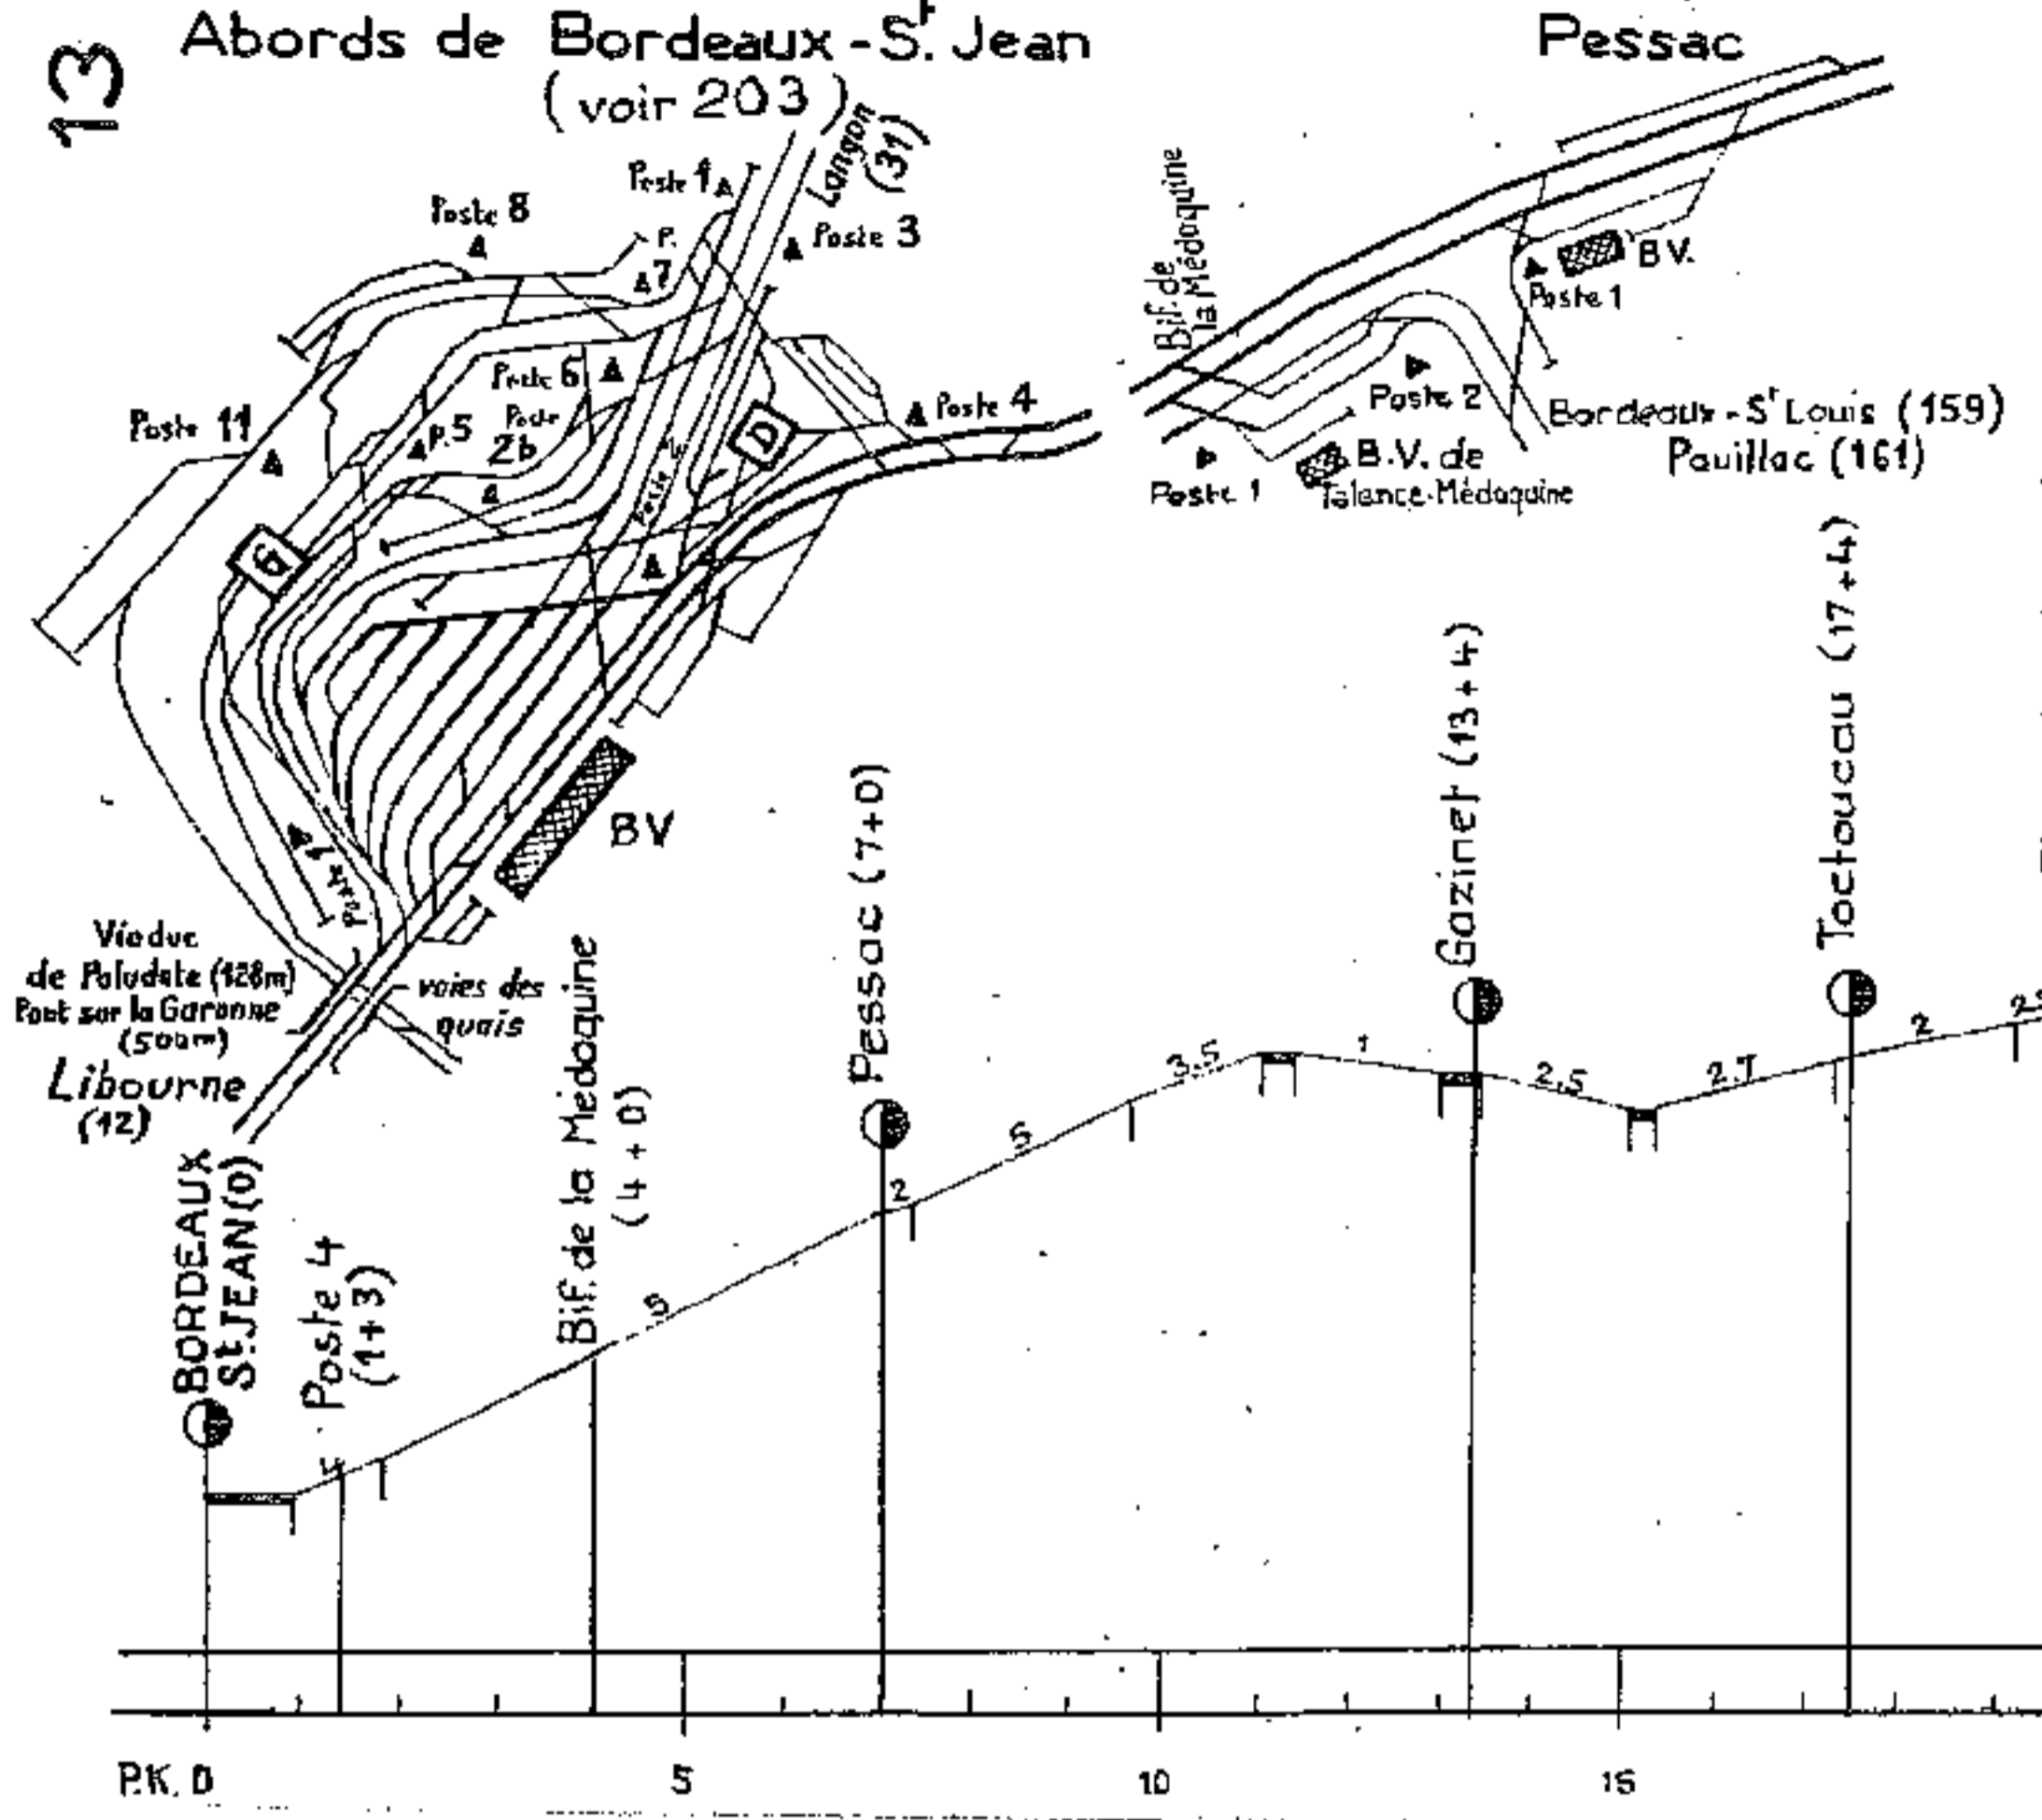 13
Abords de Bordeaux - St. Jean
(voir 203)
Pessac
Langon
(31)
Poste 1
Poste 8
Poste 3
P.
7
Bif. de
la Médoquine
BV.
Poste 1
Poste 6
Poste 11
P.5
Poste
2b
D
Poste 4
Poste 2
Bordeaux - St Louis (159)
Pauillac (161)
B.V. de
Talence-Médoquine
Poste 1
G
Poste
BV
Viaduc
de Paludate (128m)
Pont sur la Garonne
(500m)
voies des
quais
Libourne
(12)
BORDEAUX
St.JEAN(0)
Poste 4
(1+3)
Bif. de la Médoquine
(4+0)
Pessac (7+0)
Gazinet (13+4)
Toctoucau (17+4)
5
2
5
3.5
1
2.5
2.7
2
P.K. 0
5
10
15